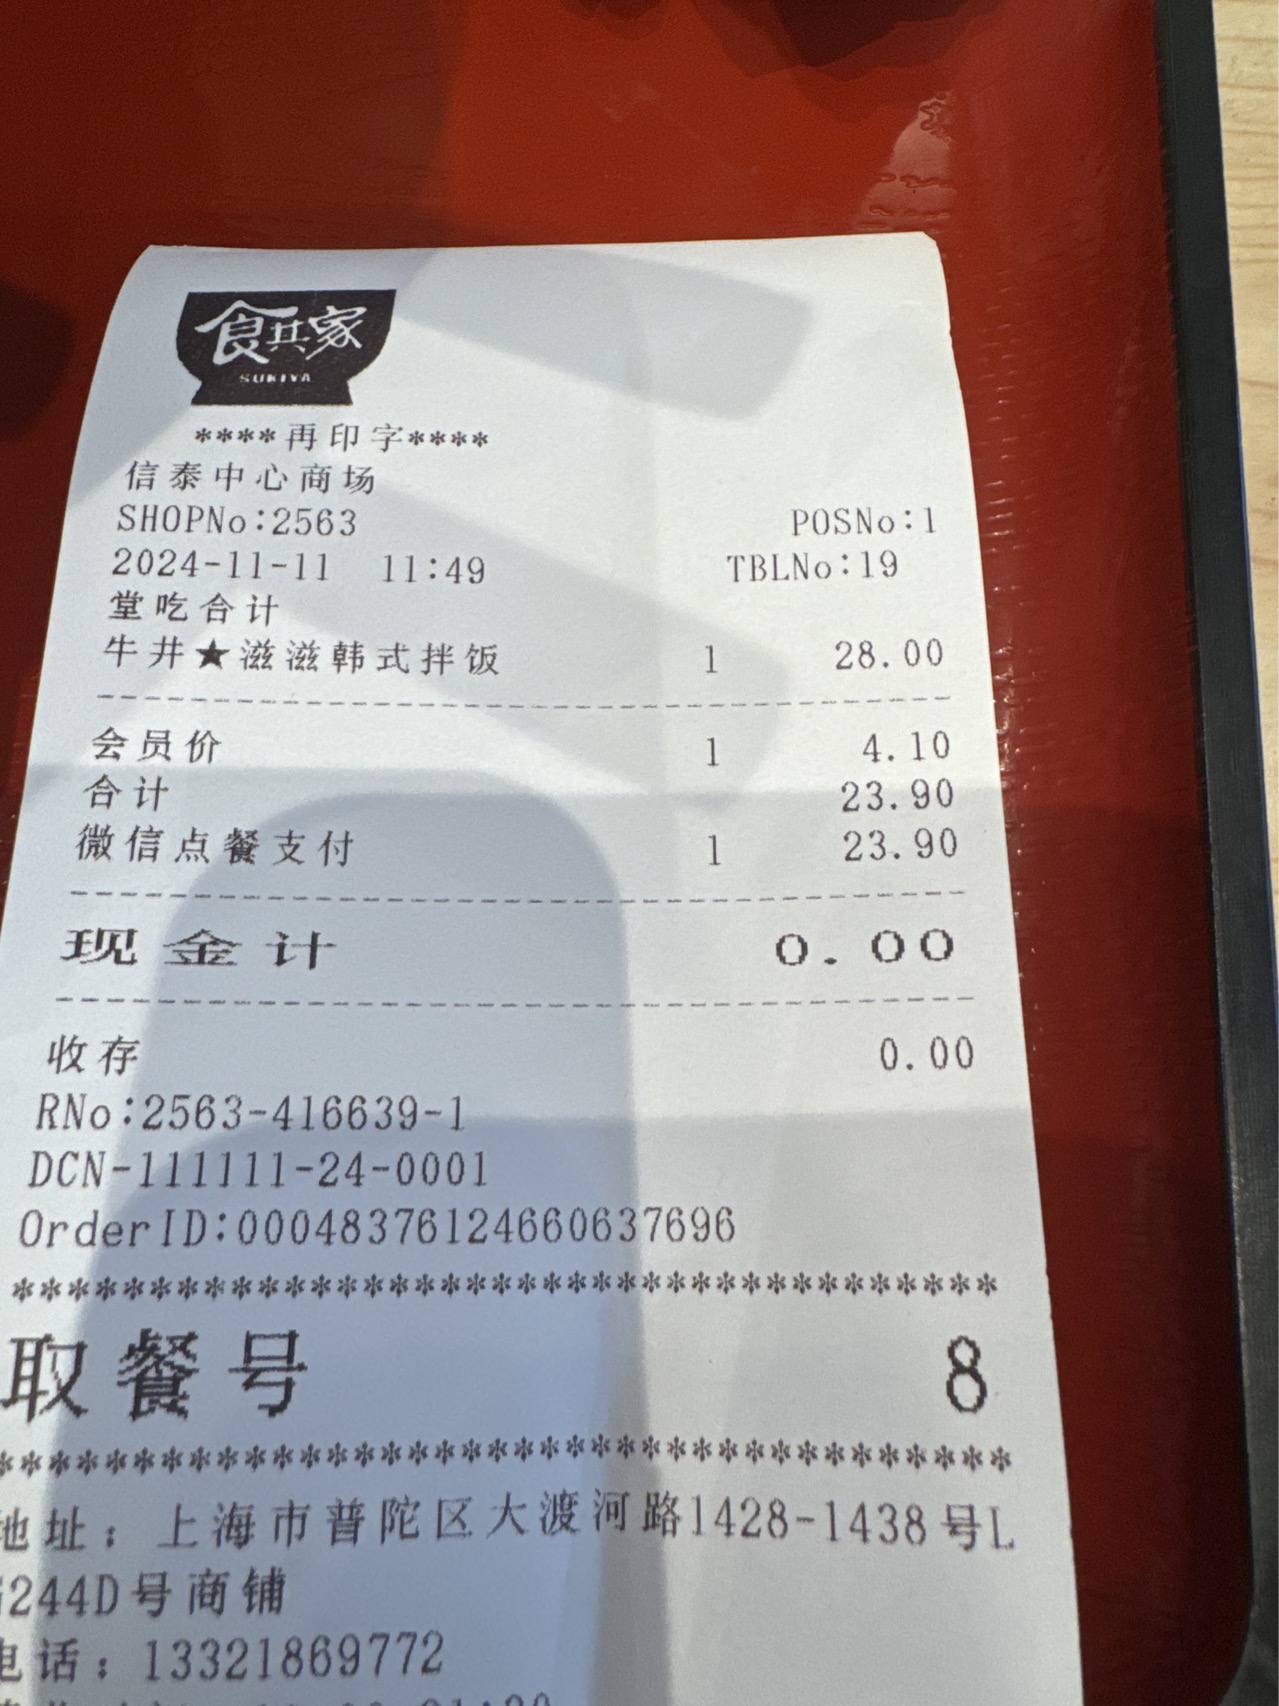 食其家
SUKIYA
****再印字****
信泰中心商场
SHOPNo:2563 POSNo:1
2024-11-11 11:49 TBLNo:19
堂吃合计
牛井★滋滋韩式拌饭 1 28.00
会员价 1 4.10
合计 23.90
微信点餐支付 1 23.90
现金计 0.00
收存 0.00
RNo:2563-416639-1
DCN-111111-24-0001
OrderID:00048376124660637696
*************************************
取餐号 8
**************************************
地址：上海市普陀区大渡河路1428-1438号L
244D号商铺
电话：13321869772